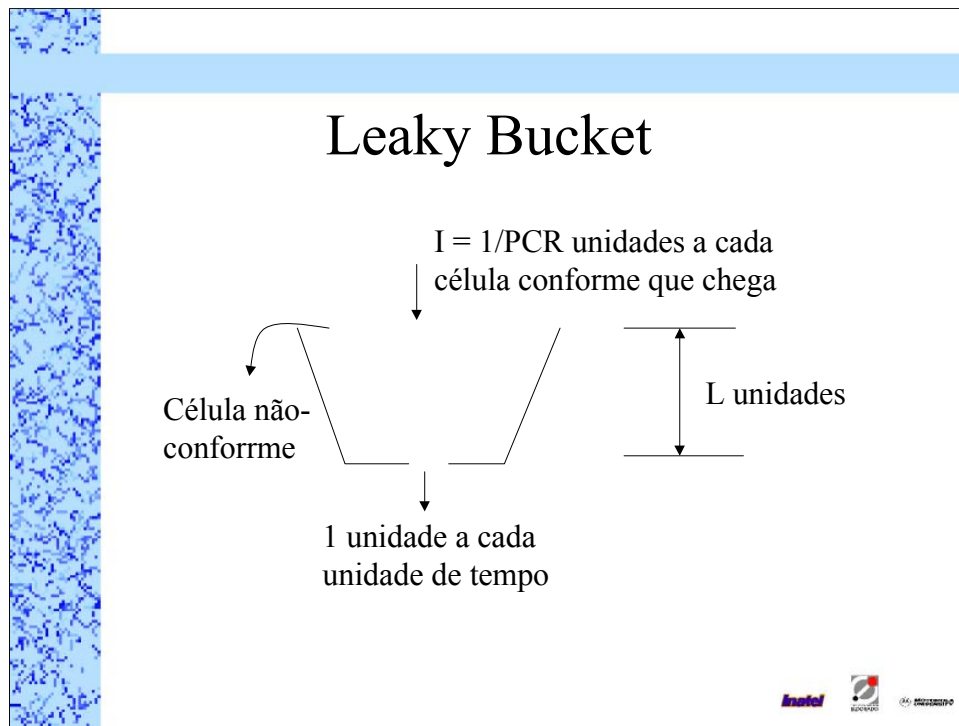 Leaky Bucket
I = 1/PCR unidades a cada
célula conforme que chega
Célula não-
conforrme
L unidades
1 unidade a cada
unidade de tempo
Inatel